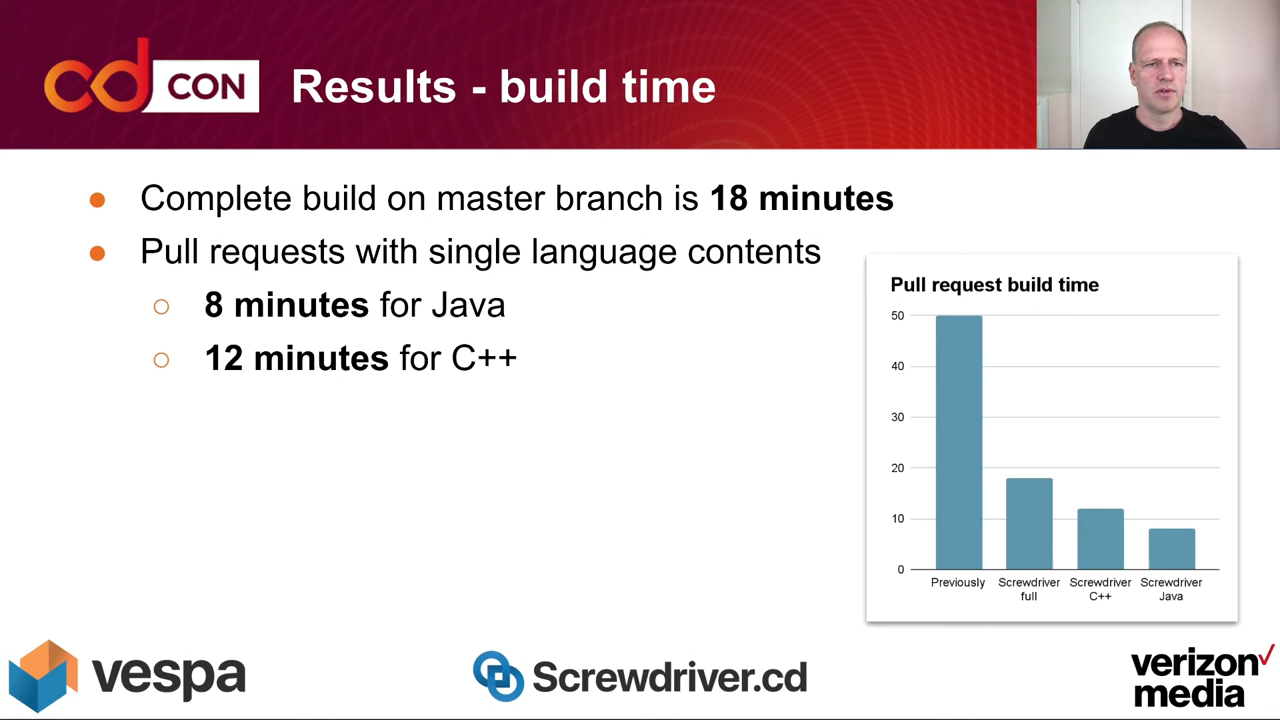 cd CON
Results - build time
Complete build on master branch is 18 minutes
Pull requests with single language contents
8 minutes for Java
12 minutes for C++
Pull request build time
50
40
30
20
10
0
Previously
Screwdriver full
Screwdriver C++
Screwdriver Java
vespa
Screwdriver.cd
verizon
media